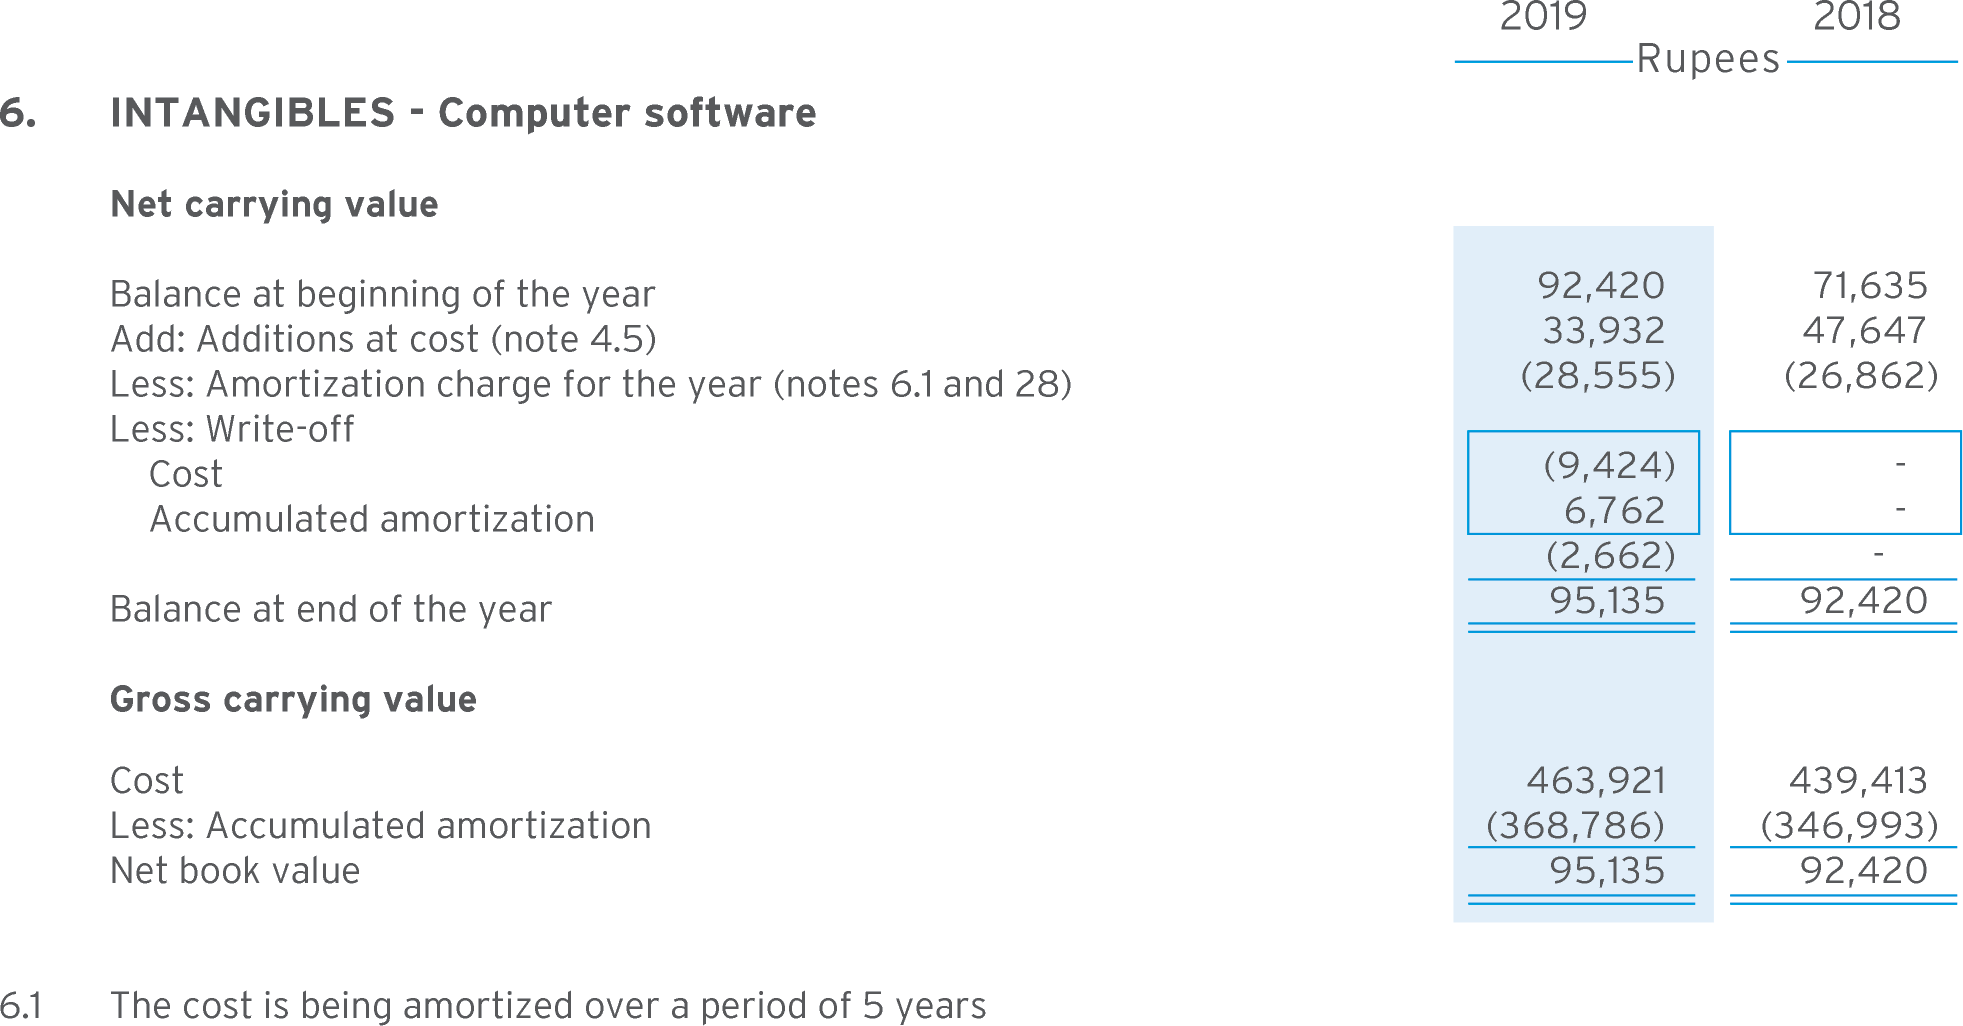 2019 2018
Rupees
6. INTANGIBLES - Computer software
Net carrying value
Balance at beginning of the year 92,420 71,635
Add: Additions at cost (note 4.5) 33,932 47,647
Less: Amortization charge for the year (notes 6.1 and 28) (28,555) (26,862)
Less: Write-off
Cost (9,424) -
Accumulated amortization 6,762 -
(2,662) -
Balance at end of the year 95,135 92,420
Gross carrying value
Cost 463,921 439,413
Less: Accumulated amortization (368,786) (346,993)
Net book value 95,135 92,420
6.1 The cost is being amortized over a period of 5 years